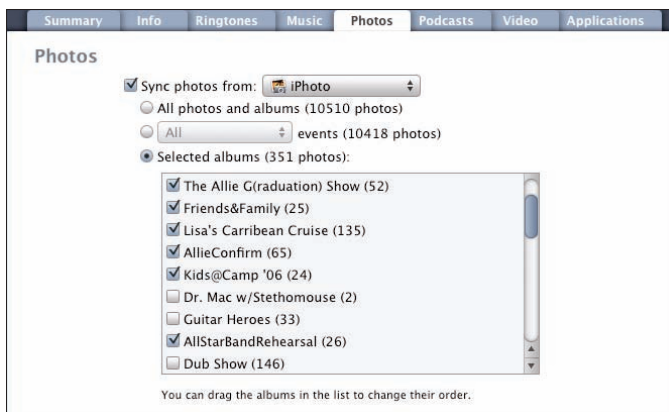 Summary Info Ringtones Music Photos Podcasts Video Applications
Photos
Sync photos from: iPhoto
All photos and albums (10510 photos)
All events (10418 photos)
Selected albums (351 photos):
The Allie G(raduation) Show (52)
Friends&Family (25)
Lisa's Carribean Cruise (135)
AllieConfirm (65)
Kids@Camp '06 (24)
Dr. Mac w/Stethomouse (2)
Guitar Heroes (33)
AllStarBandRehearsal (26)
Dub Show (146)
You can drag the albums in the list to change their order.